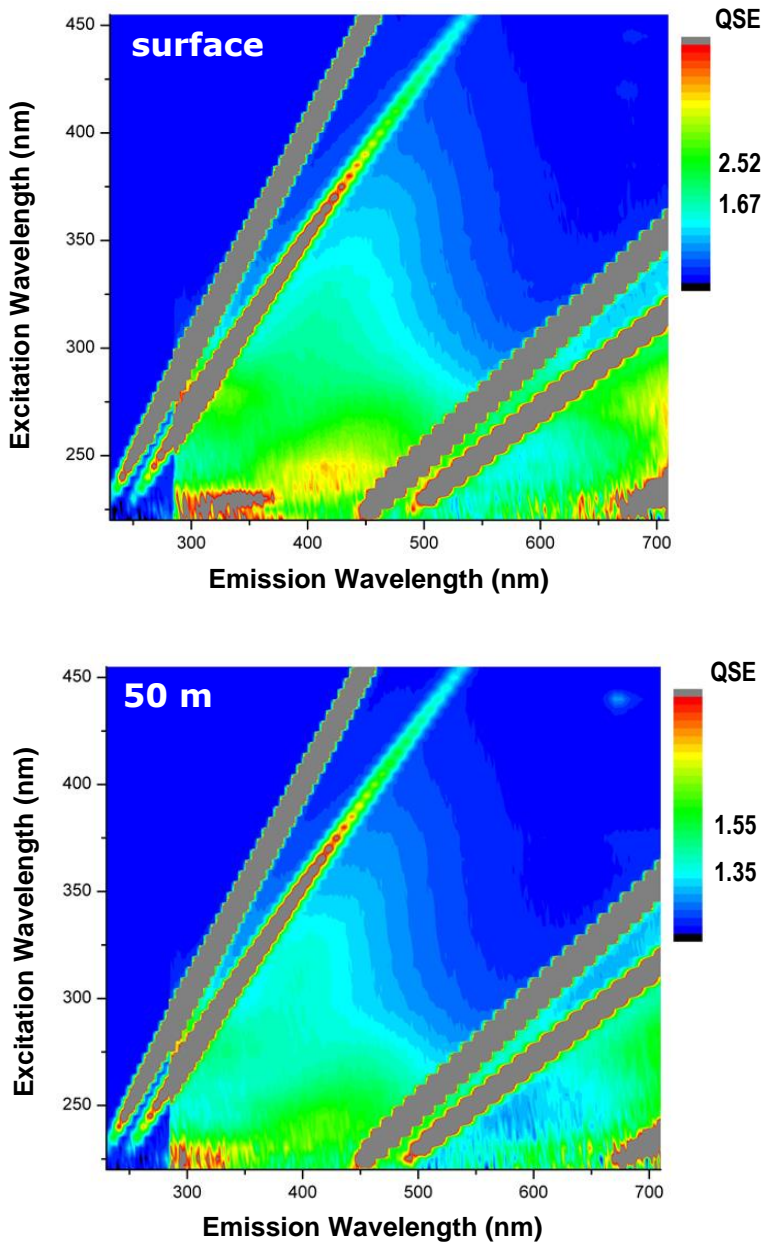 surface
QSE
450
400
350
300
250
2.52
1.67
Excitation Wavelength (nm)
300 400 500 600 700
Emission Wavelength (nm)
50 m
QSE
450
400
350
300
250
1.55
1.35
Excitation Wavelength (nm)
300 400 500 600 700
Emission Wavelength (nm)